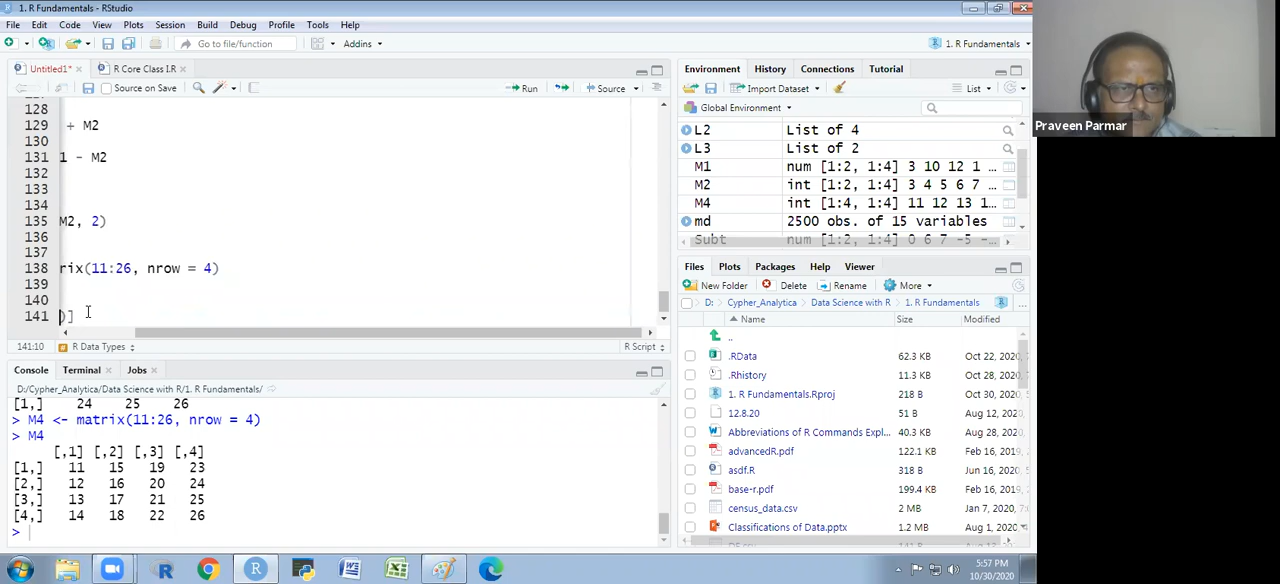 1. R Fundamentals - RStudio
File Edit Code View Plots Session Build Debug Profile Tools Help
Go to file/function Addins 1. R Fundamentals
Untitled1* R Core Class I.R
Source on Save Run Source
128
129 + M2
130
131 1 - M2
132
133
134
135 M2, 2)
136
137
138 rix(11:26, nrow = 4)
139
140
141 )]
141:10 R Data Types R Script
Console Terminal Jobs
D:/Cypher_Analytica/Data Science with R/1. R Fundamentals/
[1,] 24 25 26
> M4 <- matrix(11:26, nrow = 4)
> M4
[,1] [,2] [,3] [,4]
[1,] 11 15 19 23
[2,] 12 16 20 24
[3,] 13 17 21 25
[4,] 14 18 22 26
>
Environment History Connections Tutorial
Import Dataset List
Global Environment
L2 List of 4
L3 List of 2
M1 num [1:2, 1:4] 3 10 12 1 ...
M2 int [1:2, 1:4] 3 4 5 6 7 ...
M4 int [1:4, 1:4] 11 12 13 1...
md 2500 obs. of 15 variables
Subt num [1:2, 1:4] 0 6 7 -5 ...
Files Plots Packages Help Viewer
New Folder Delete Rename More
D: Cypher_Analytica Data Science with R 1. R Fundamentals
Name Size Modified
..
.RData 62.3 KB Oct 22, 2020,
.Rhistory 11.3 KB Oct 30, 2020,
1. R Fundamentals.Rproj 218 B Oct 30, 2020,
12.8.20 51 B Aug 12, 2020,
Abbreviations of R Commands Expl... 40.3 KB Aug 28, 2020,
advancedR.pdf 122.1 KB Feb 16, 2019,
asdf.R 318 B Jun 16, 2020,
base-r.pdf 199.4 KB Feb 16, 2019,
census_data.csv 2 MB Jan 7, 2020,
Classifications of Data.pptx 1.2 MB Aug 1, 2020,
Praveen Parmar
5:57 PM
10/30/2020